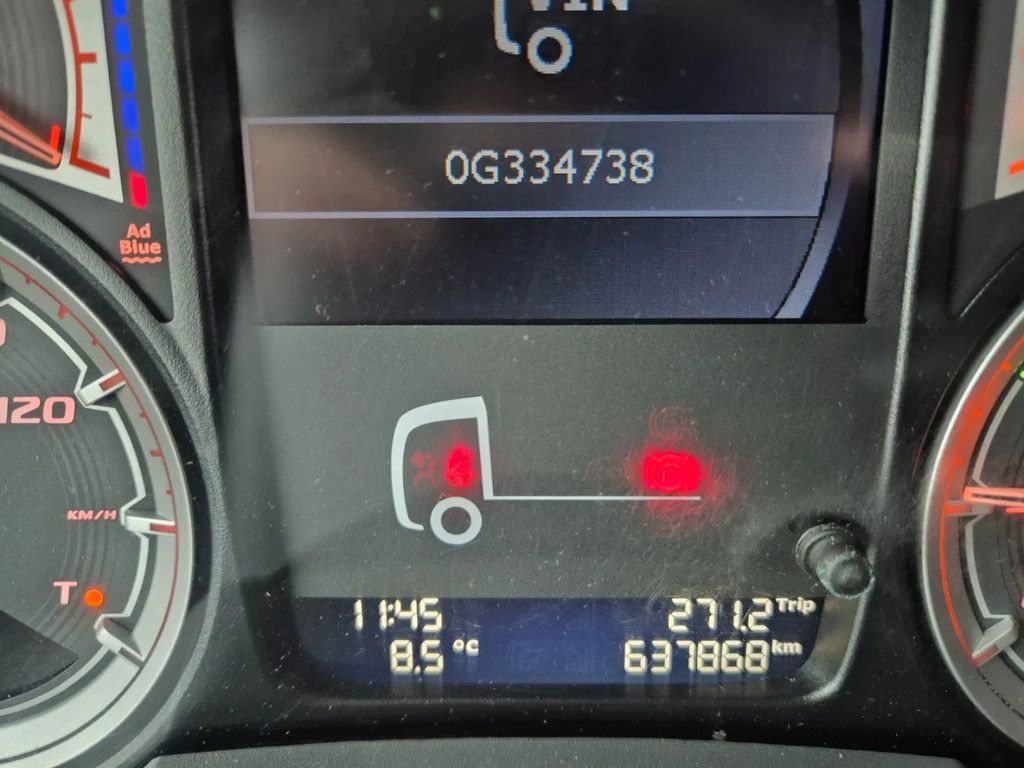 VIN
0G334738
Ad
Blue
120
KM/H
T
11:45
271.2 Trip
8.5 °C
637868 km